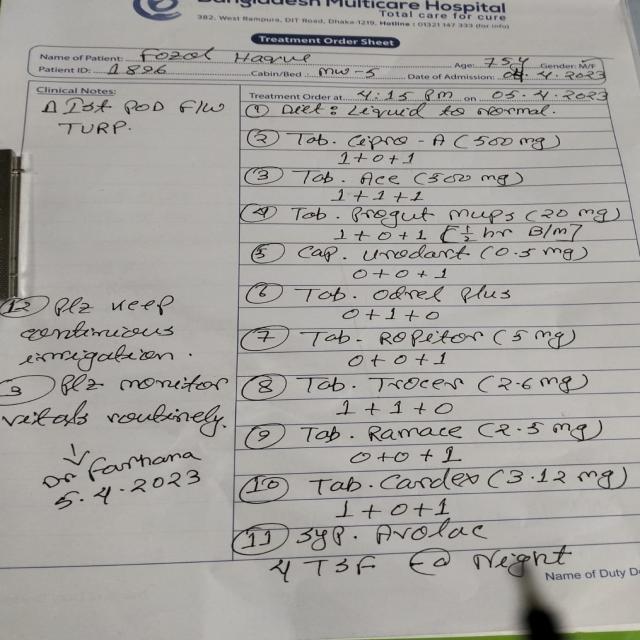 Bangladesh Multicare Hospital
Total care for cure
382, West Rampura, DIT Road, Dhaka-1219, Hotline : 01321 147 333 (for info)
Treatment Order Sheet
Name of Patient: Fozol Haque Age: 75y Gender: M/F
Patient ID: 1896 Cabin/Bed MW-5 Date of Admission: 04.4.2023
Clinical Notes:
Δ 1st POD F/W
TURP.
Treatment Order at 4:15 pm on 05.4.2023
① Diet: Liquid to normal.
② Tab. Cipro-A (500 mg)
1+0+1
③ Tab. Ace (500 mg)
1+1+1
④ Tab. Progut mups (20 mg)
1+0+1 [½ hr B/m]
⑤ Cap. Urodart (0.5 mg)
0+0+1
⑥ Tab. Odrel Plus
0+1+0
⑦ Tab. Ropitor (5 mg)
0+0+1
⑧ Tab. Trocer (2.6 mg)
1+1+0
⑨ Tab. Ramace (2.5 mg)
0+0+1
⑩ Tab. Cardex (3.12 mg)
1+0+1
⑪ Syp. Avolac
4 TSF @ Night
⑫ Plz keep
continuous
irrigation.
Plz monitor
vitals routinely.
Dr Farhana
5.4.2023
Name of Duty D